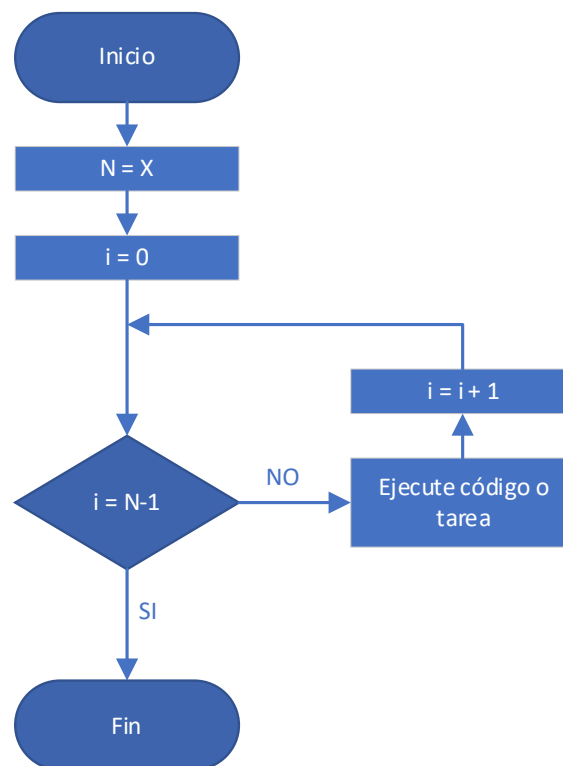 Inicio
N = X
i = 0
i = i + 1
i = N-1
NO
Ejecute código o
tarea
SI
Fin